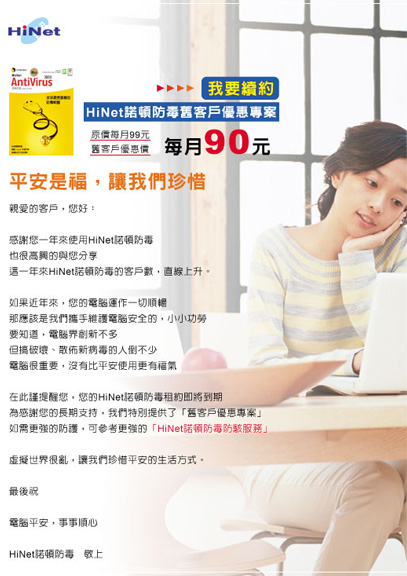 HiNet
AntiVirus
我要續約
HiNet諾頓防毒舊客戶優惠專案
原價每月99元
舊客戶優惠價
每月90元
平安是福，讓我們珍惜
親愛的客戶，您好：
感謝您一年來使用HiNet諾頓防毒
也很高興的與您分享
這一年來HiNet諾頓防毒的客戶數，直線上升。
如果近年來，您的電腦運作一切順暢
那應該是我們攜手維護電腦安全的，小小功勞
要知道，電腦界創新不多
但搞破壞、散佈新病毒的人倒不少
電腦很重要，沒有比平安使用更有福氣
在此謹提醒您，您的HiNet諾頓防毒租約即將到期
為感謝您的長期支持，我們特別提供了「舊客戶優惠專案」
如需更強的防護，可參考更強的「HiNet諾頓防毒防駭服務」
虛擬世界很亂，讓我們珍惜平安的生活方式。
最後祝
電腦平安，事事順心
HiNet諾頓防毒　敬上